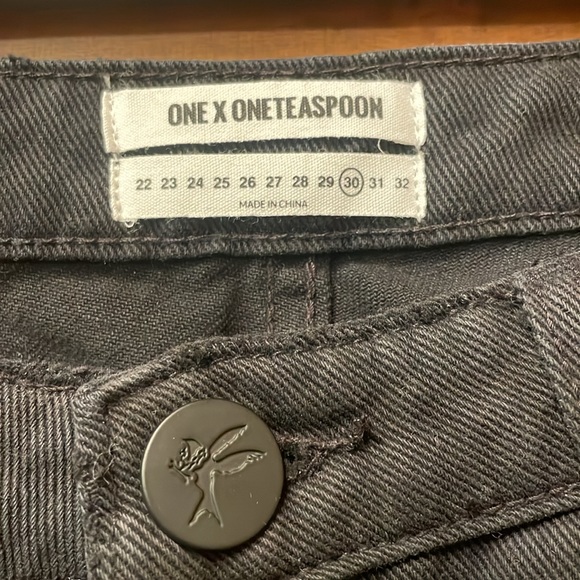 ONE X ONETEASPOON
22 23 24 25 26 27 28 29 30 31 32
MADE IN CHINA